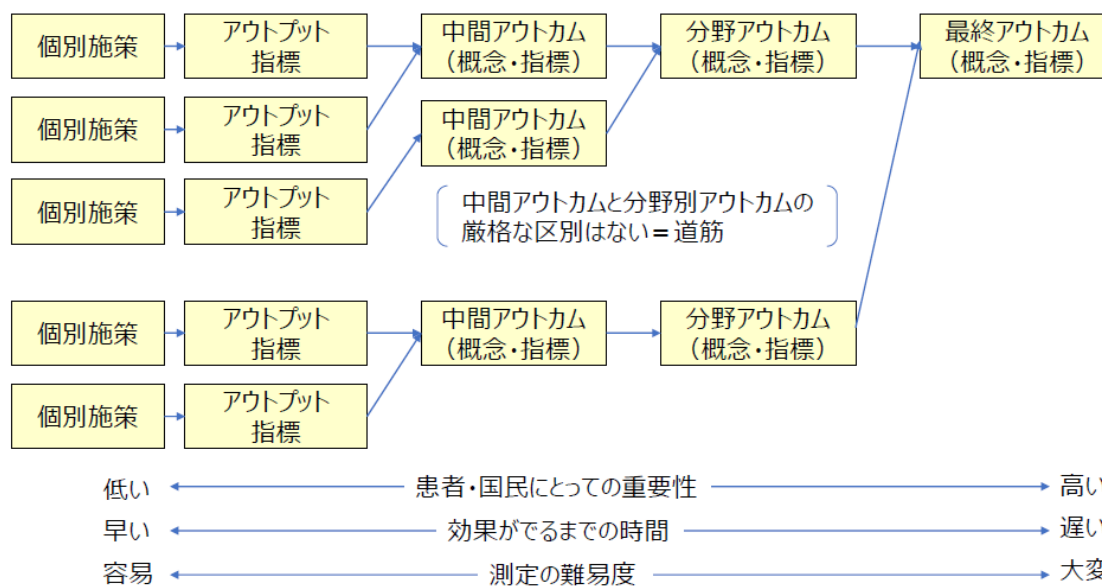 個別施策
アウトプット
指標
中間アウトカム
(概念・指標)
分野アウトカム
(概念・指標)
最終アウトカム
(概念・指標)
個別施策
アウトプット
指標
中間アウトカム
(概念・指標)
個別施策
アウトプット
指標
中間アウトカムと分野別アウトカムの
厳格な区別はない=道筋
個別施策
アウトプット
指標
中間アウトカム
(概念・指標)
分野アウトカム
(概念・指標)
個別施策
アウトプット
指標
低い 患者・国民にとっての重要性 高い
早い 効果がでるまでの時間 遅い
容易 測定の難易度 大変